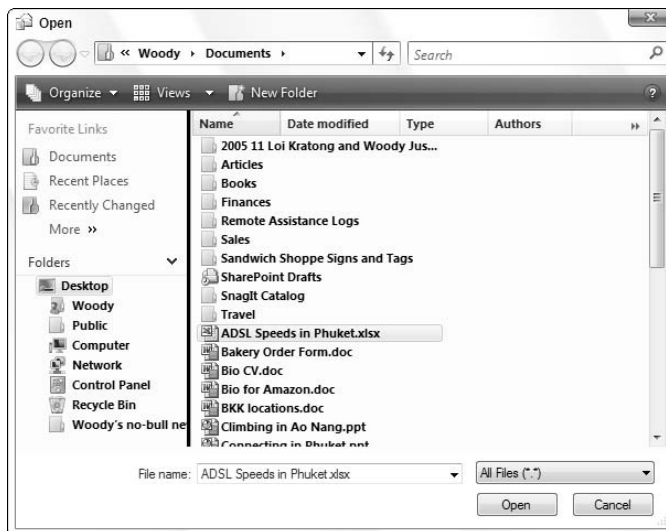 Open
« Woody › Documents ›
Search
Organize Views New Folder ?
Favorite Links
Documents
Recent Places
Recently Changed
More »
Folders
Desktop
Woody
Public
Computer
Network
Control Panel
Recycle Bin
Woody's no-bull ne
Name Date modified Type Authors »
2005 11 Loi Kratong and Woody Jus...
Articles
Books
Finances
Remote Assistance Logs
Sales
Sandwich Shoppe Signs and Tags
SharePoint Drafts
SnagIt Catalog
Travel
ADSL Speeds in Phuket.xlsx
Bakery Order Form.doc
Bio CV.doc
Bio for Amazon.doc
BKK locations.doc
Climbing in Ao Nang.ppt
Connecting in Phuket.ppt
File name: ADSL Speeds in Phuket.xlsx All Files (*.*)
Open Cancel